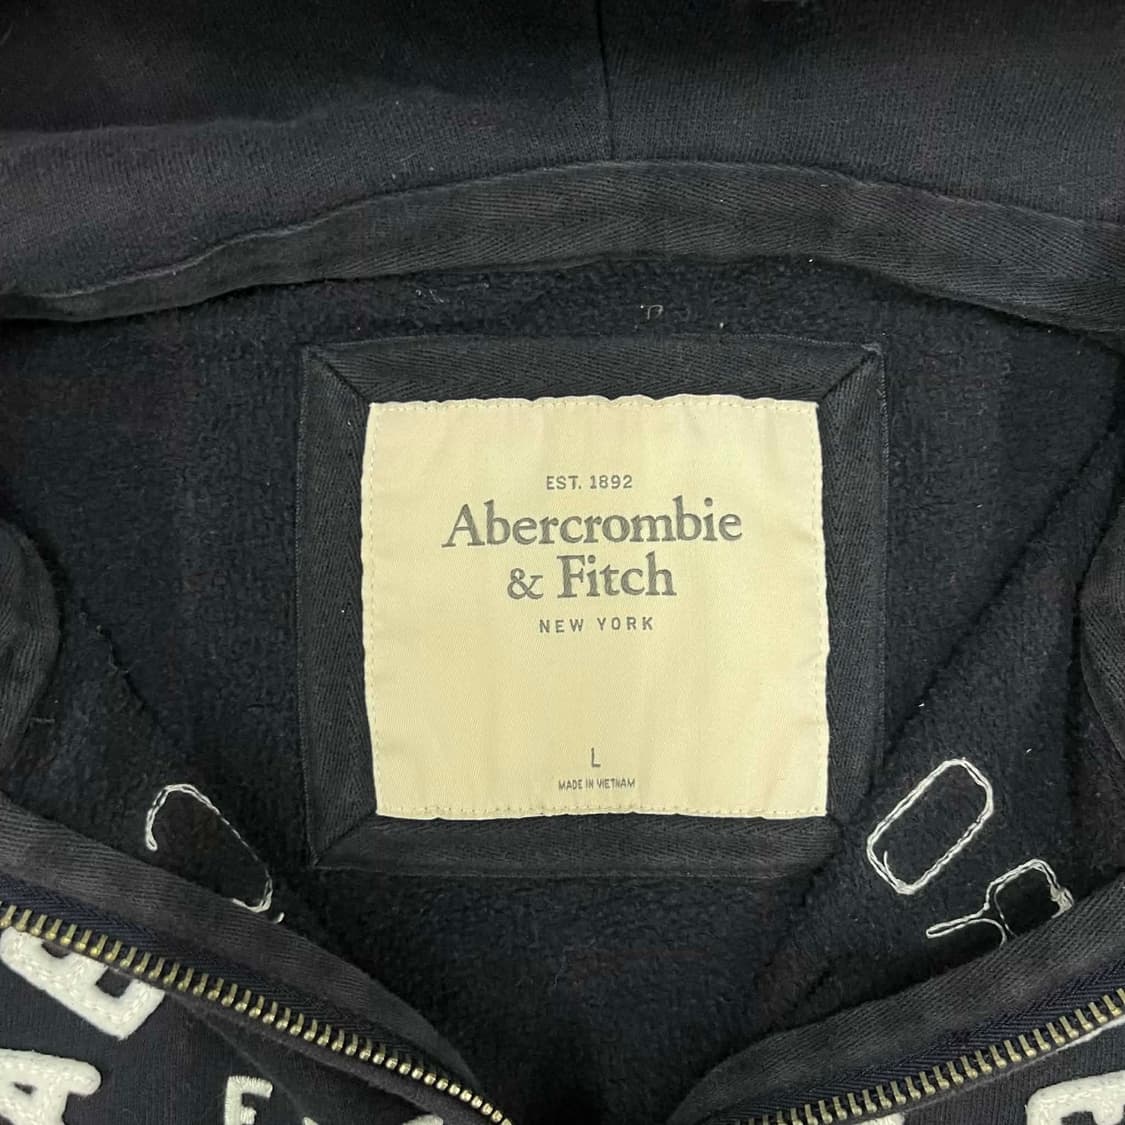 EST. 1892
Abercrombie
& Fitch
NEW YORK
L
MADE IN VIETNAM
B
A
F